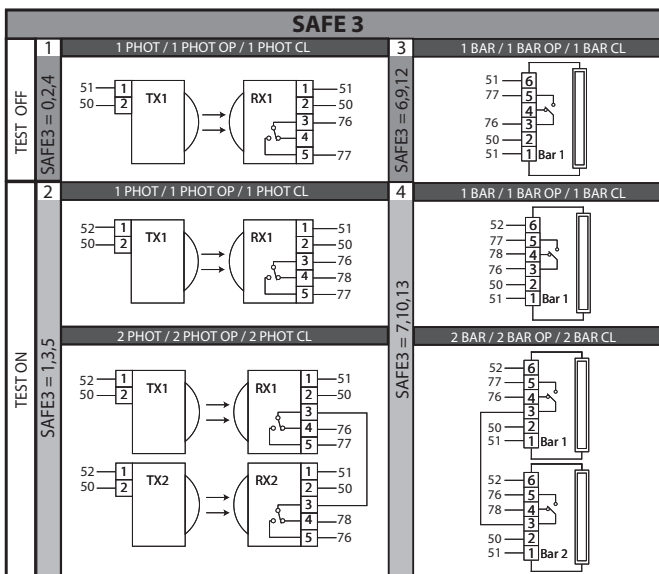 SAFE 3
TEST OFF
SAFE3 = 0,2,4
1
1 PHOT / 1 PHOT OP / 1 PHOT CL
51 1
50 2
TX1
RX1
1 51
2 50
3 76
4
5 77
SAFE3 = 6,9,12
3
1 BAR / 1 BAR OP / 1 BAR CL
51 6
77 5
4
76 3
50 2
51 1 Bar 1
TEST ON
SAFE3 = 1,3,5
2
1 PHOT / 1 PHOT OP / 1 PHOT CL
52 1
50 2
TX1
RX1
1 51
2 50
3 76
4 78
5 77
2 PHOT / 2 PHOT OP / 2 PHOT CL
52 1
50 2
TX1
RX1
1 51
2 50
3
4 76
5 77
52 1
50 2
TX2
RX2
1 51
2 50
3
4 78
5 76
SAFE3 = 7,10,13
4
1 BAR / 1 BAR OP / 1 BAR CL
52 6
77 5
78 4
76 3
50 2
51 1 Bar 1
2 BAR / 2 BAR OP / 2 BAR CL
52 6
77 5
76 4
3
50 2
51 1 Bar 1
52 6
76 5
78 4
3
50 2
51 1 Bar 2